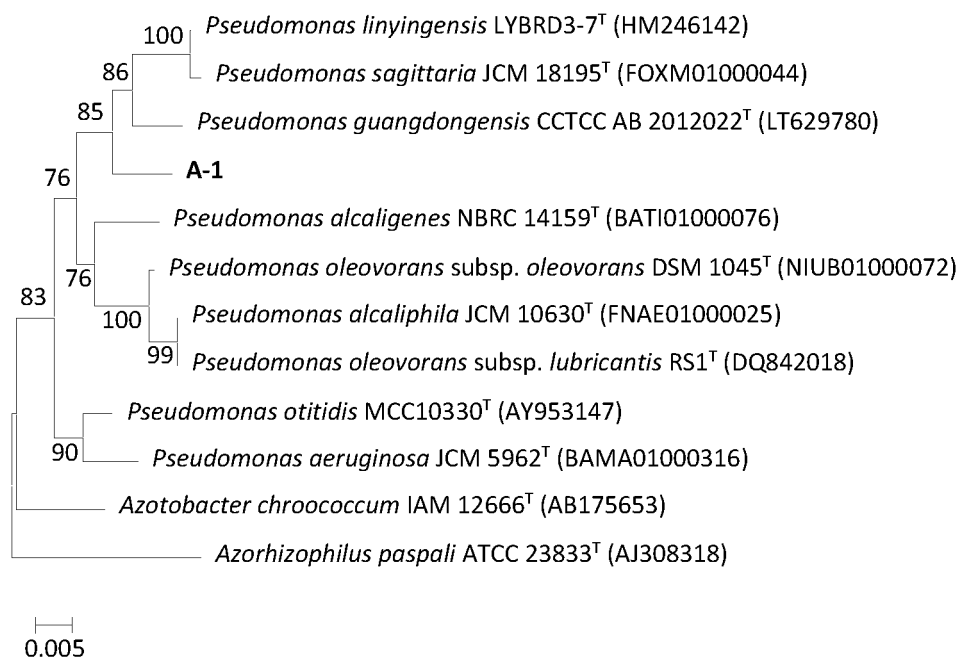 100
Pseudomonas linyingensis LYBRD3-7ᵀ (HM246142)
86
Pseudomonas sagittaria JCM 18195ᵀ (FOXM01000044)
85
Pseudomonas guangdongensis CCTCC AB 2012022ᵀ (LT629780)
76
A-1
Pseudomonas alcaligenes NBRC 14159ᵀ (BATI01000076)
76
Pseudomonas oleovorans subsp. oleovorans DSM 1045ᵀ (NIUB01000072)
83
100
Pseudomonas alcaliphila JCM 10630ᵀ (FNAE01000025)
99
Pseudomonas oleovorans subsp. lubricantis RS1ᵀ (DQ842018)
Pseudomonas otitidis MCC10330ᵀ (AY953147)
90
Pseudomonas aeruginosa JCM 5962ᵀ (BAMA01000316)
Azotobacter chroococcum IAM 12666ᵀ (AB175653)
Azorhizophilus paspali ATCC 23833ᵀ (AJ308318)
0.005